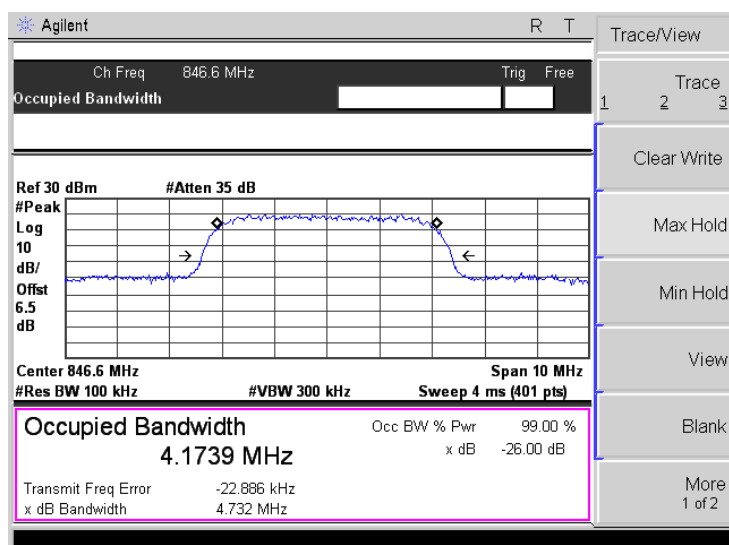 Agilent R T
Trace/View
Ch Freq 846.6 MHz Trig Free
Occupied Bandwidth
Trace
1 2 3
Clear Write
Ref 30 dBm #Atten 35 dB
#Peak
Log
10
dB/
Offst
6.5
dB
Max Hold
Min Hold
View
Center 846.6 MHz Span 10 MHz
#Res BW 100 kHz #VBW 300 kHz Sweep 4 ms (401 pts)
Occupied Bandwidth Occ BW % Pwr 99.00 %
4.1739 MHz x dB -26.00 dB
Blank
Transmit Freq Error -22.886 kHz
x dB Bandwidth 4.732 MHz
More
1 of 2